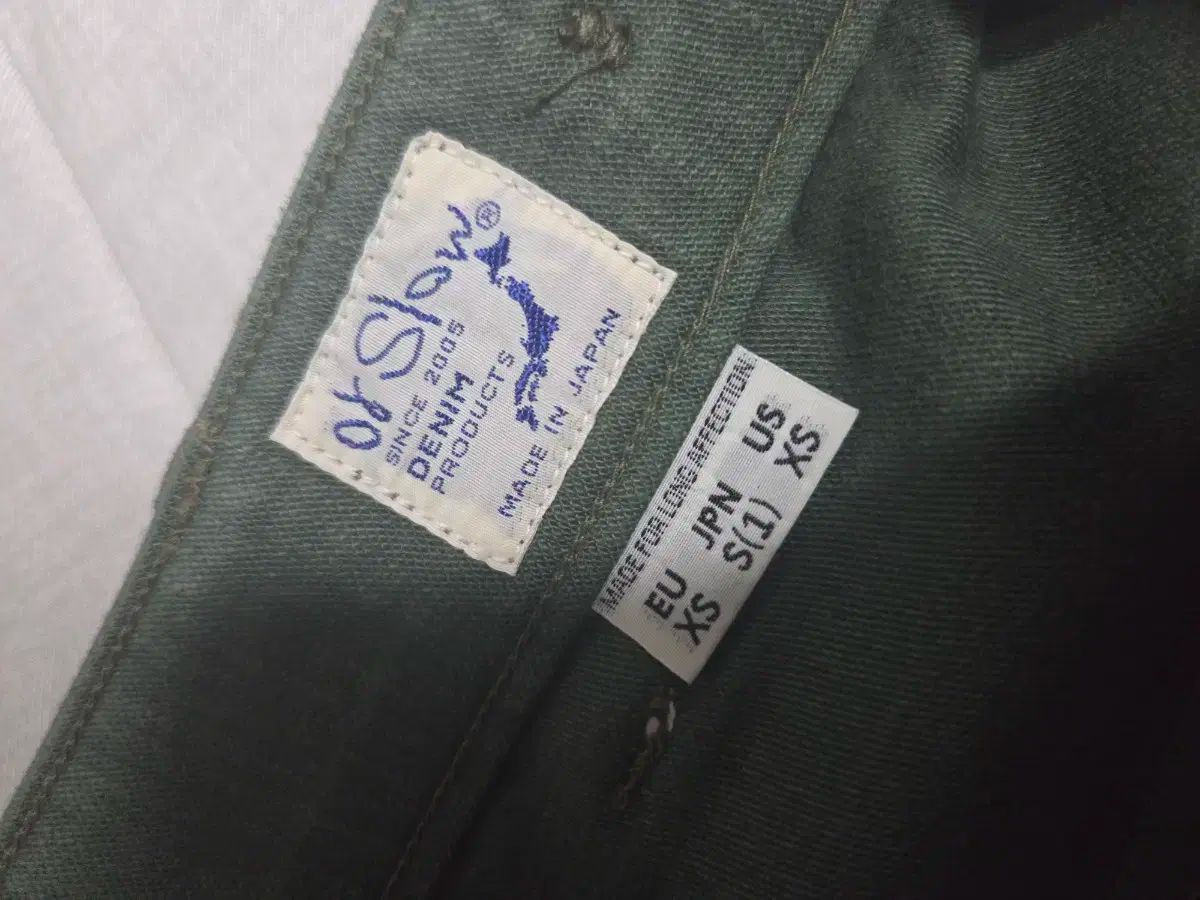 orSlow®
SINCE 2005
DENIM
PRODUCTS
MADE IN JAPAN
MADE FOR LONG AFFECTION
EU JPN US
XS S(1) XS